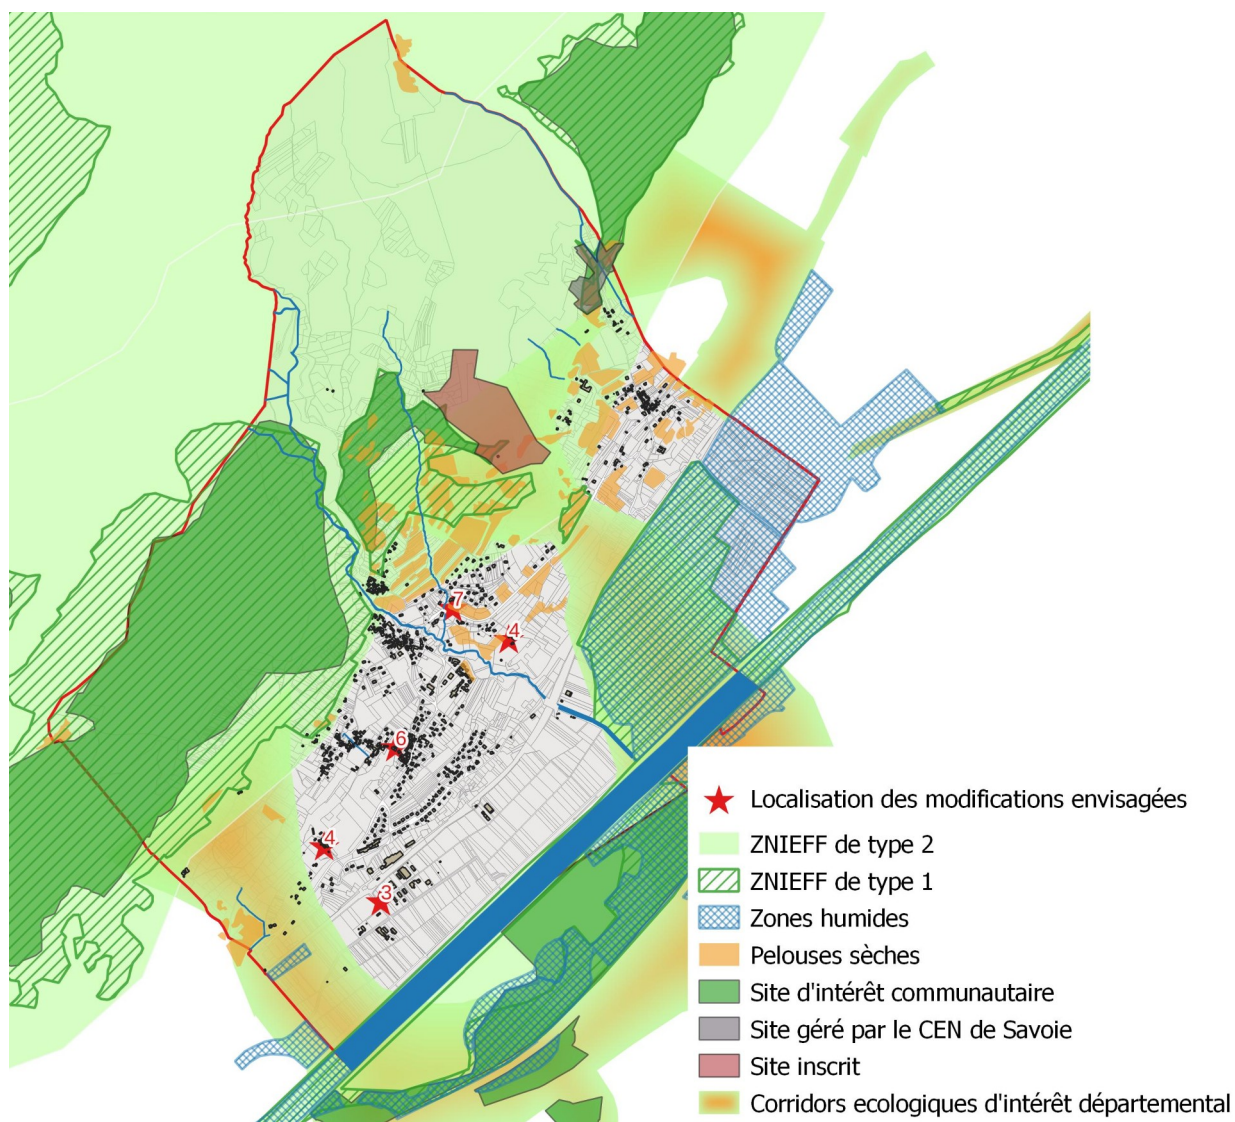 7
4
6
4
3
Localisation des modifications envisagées
ZNIEFF de type 2
ZNIEFF de type 1
Zones humides
Pelouses sèches
Site d'intérêt communautaire
Site géré par le CEN de Savoie
Site inscrit
Corridors ecologiques d'intérêt départemental